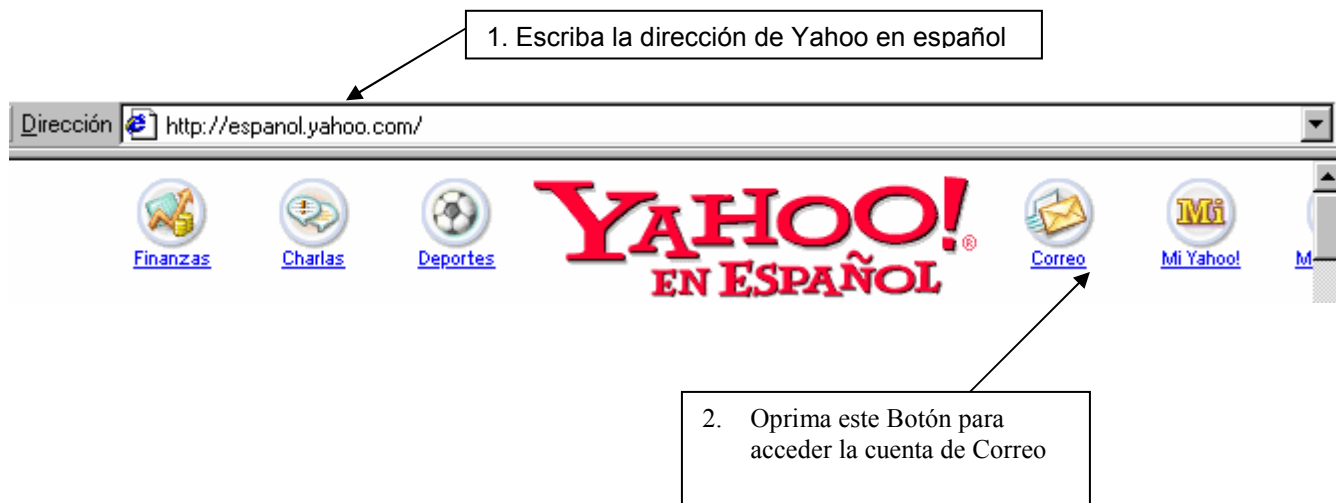 1. Escriba la dirección de Yahoo en español
Dirección http://espanol.yahoo.com/
YAHOO!®
EN ESPAÑOL
Finanzas Charlas Deportes Correo Mi Yahoo! M
2. Oprima este Botón para
acceder la cuenta de Correo